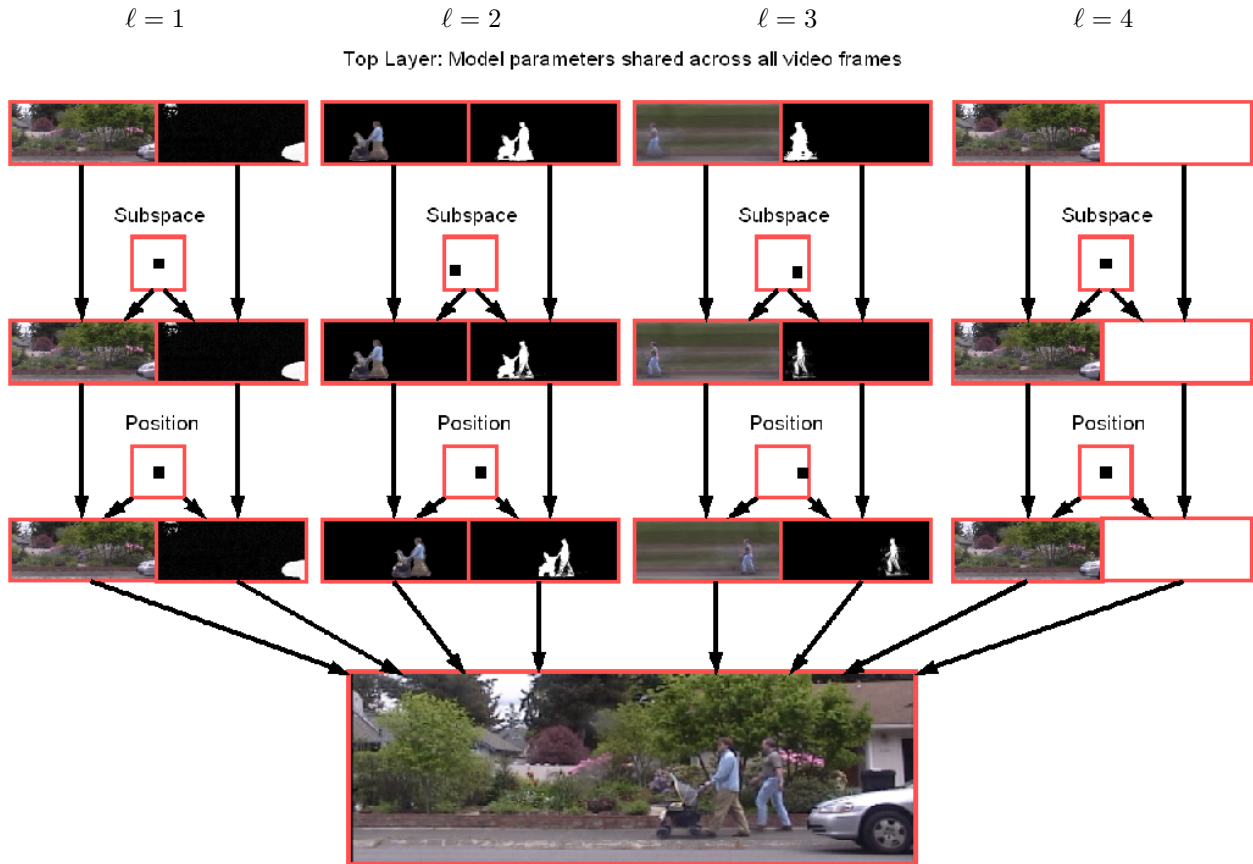 ℓ = 1 ℓ = 2 ℓ = 3 ℓ = 4
Top Layer: Model parameters shared across all video frames
Subspace Subspace Subspace Subspace
Position Position Position Position